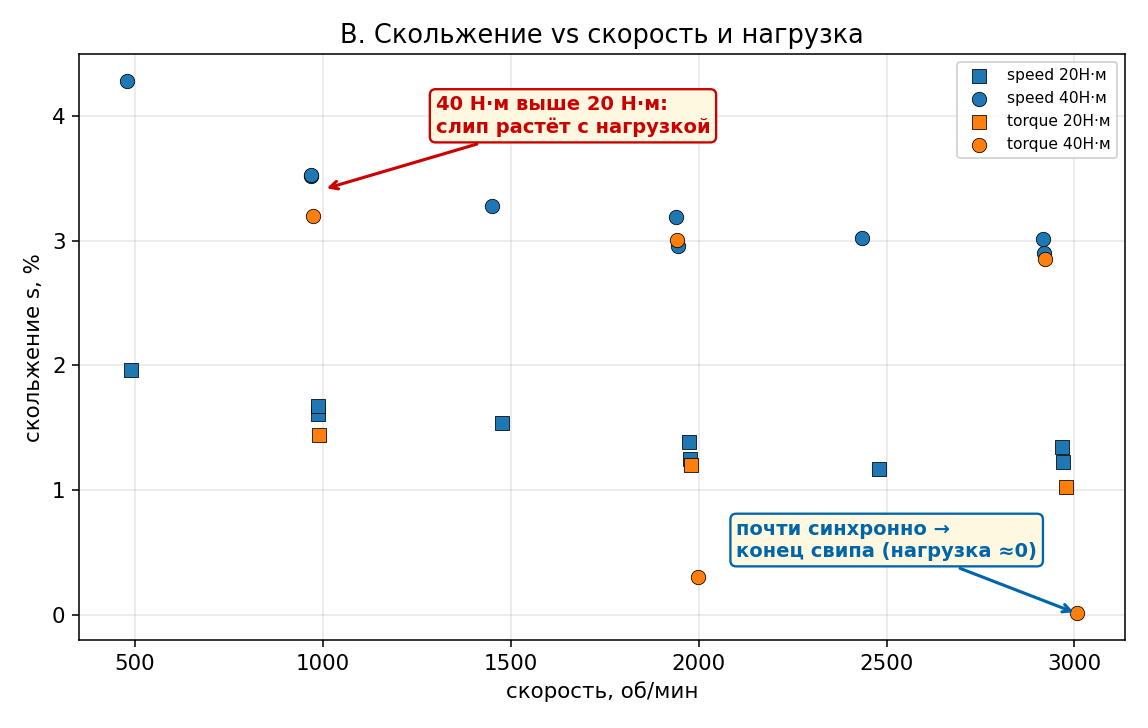 В. Скольжение vs скорость и нагрузка
speed 20Н·м
speed 40Н·м
torque 20Н·м
torque 40Н·м
40 Н·м выше 20 Н·м:
слип растёт с нагрузкой
почти синхронно →
конец свипа (нагрузка ≈0)
скольжение s, %
4
3
2
1
0
500 1000 1500 2000 2500 3000
скорость, об/мин